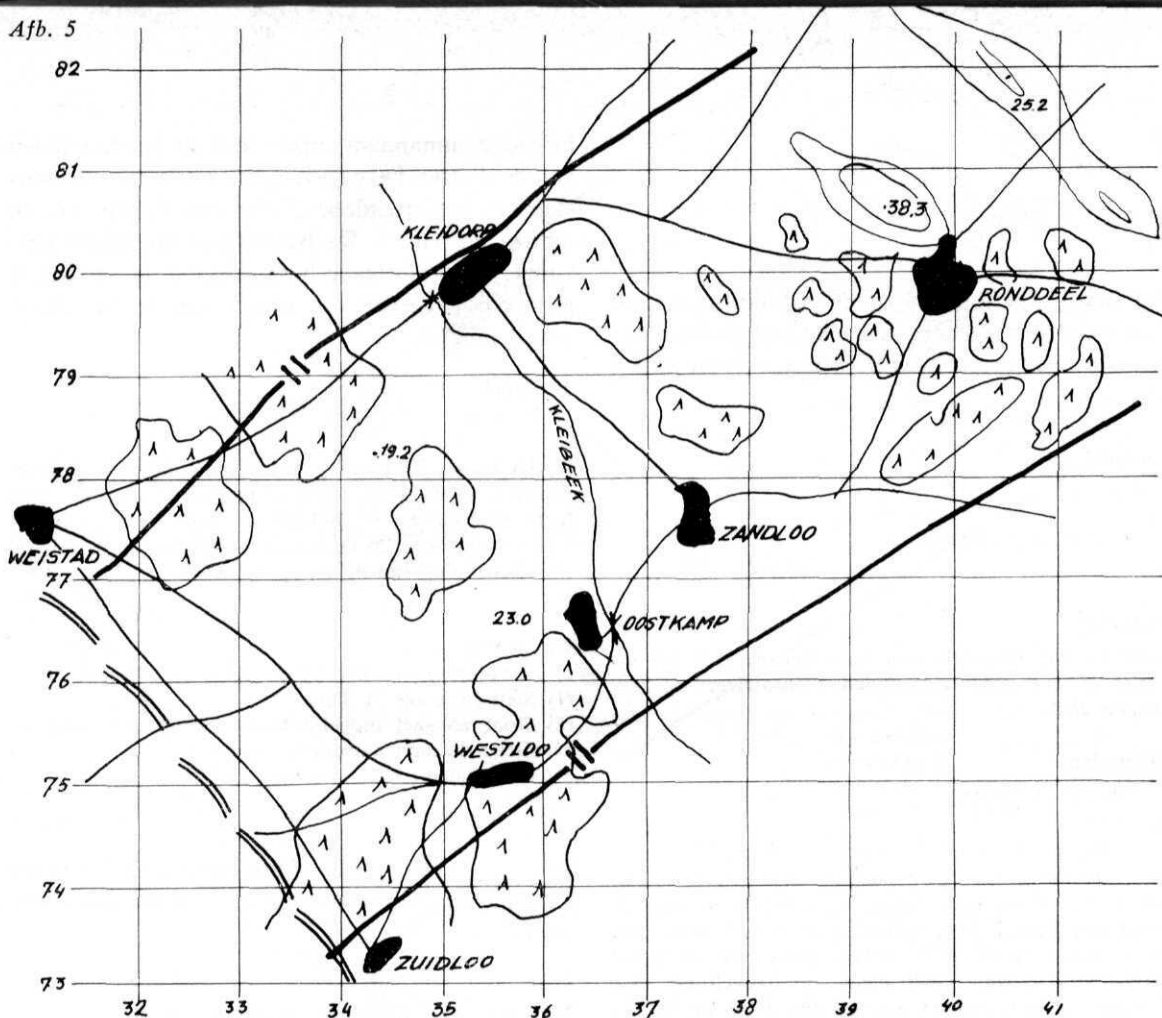 Afb. 5
82
25.2
81
38.3
KLEIDORP
80
RONDDEEL
79
KLEIBEEK
19.2
78
ZANDLOO
WEISTAD
77
23.0
OOSTKAMP
76
WESTLOO
75
74
ZUIDLOO
73
32 33 34 35 36 37 38 39 40 41